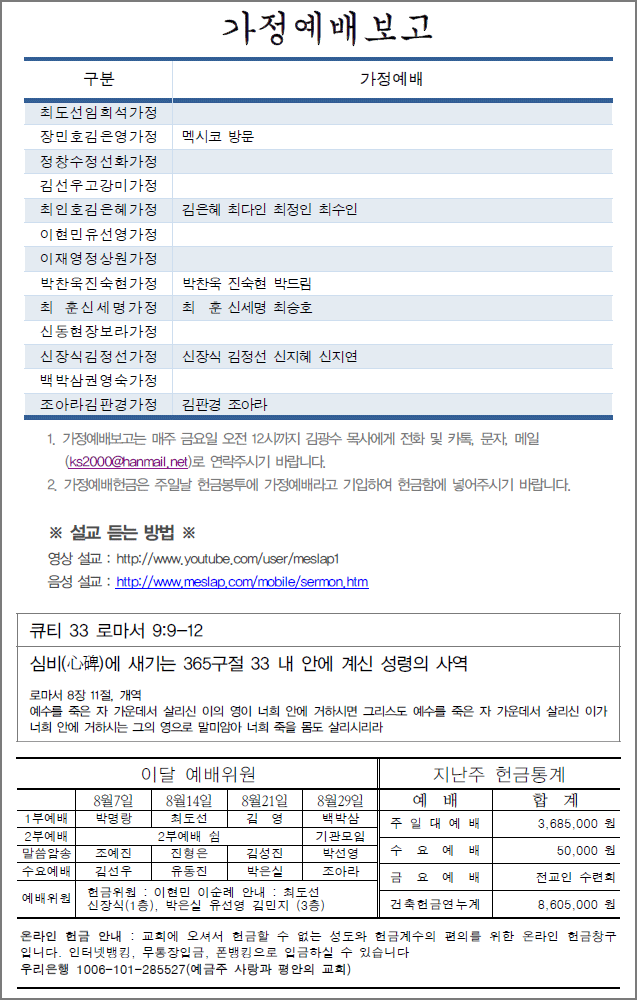 가정예배보고
구분 가정예배
최도선임희석가정
장민호김은영가정 멕시코 방문
정창수정선화가정
김선우고강미가정
최인호김은혜가정 김은혜 최다인 최정인 최수인
이현민유선영가정
이재영정상원가정
박찬욱진숙현가정 박찬욱 진숙현 박드림
최 훈신세명가정 최 훈 신세명 최승호
신동현장보라가정
신장식김정선가정 신장식 김정선 신지혜 신지연
백박삼권영숙가정
조아라김판경가정 김판경 조아라
1. 가정예배보고는 매주 금요일 오전 12시까지 김광수 목사에게 전화 및 카톡, 문자, 메일
(ks2000@hanmail.net)로 연락주시기 바랍니다.
2. 가정예배헌금은 주일날 헌금봉투에 가정예배라고 기입하여 헌금함에 넣어주시기 바랍니다.
※ 설교 듣는 방법 ※
영상 설교 : http://www.youtube.com/user/meslap1
음성 설교 : http://www.meslap.com/mobile/sermon.htm
큐티 33 로마서 9:9-12
심비(心碑)에 새기는 365구절 33 내 안에 계신 성령의 사역
로마서 8장 11절, 개역
예수를 죽은 자 가운데서 살리신 이의 영이 너희 안에 거하시면 그리스도 예수를 죽은 자 가운데서 살리신 이가
너희 안에 거하시는 그의 영으로 말미암아 너희 죽을 몸도 살리시리라
이달 예배위원
8월7일 8월14일 8월21일 8월29일
1부예배 박명랑 최도선 김 영 백박삼
2부예배 2부예배 쉼 기관모임
말씀암송 조예진 진형은 김성진 박선영
수요예배 김선우 유동진 박은실 조아라
예배위원 헌금위원 : 이현민 이순례 안내 : 최도선
신장식(1층), 박은실 유선영 김민지 (3층)
지난주 헌금통계
예 배 합 계
주 일 대 예 배 3,685,000 원
수 요 예 배 50,000 원
금 요 예 배 전교인 수련회
건축헌금연누계 8,605,000 원
온라인 헌금 안내 : 교회에 오셔서 헌금할 수 없는 성도와 헌금계수의 편의를 위한 온라인 헌금창구
입니다. 인터넷뱅킹, 무통장입금, 폰뱅킹으로 입금하실 수 있습니다
우리은행 1006-101-285527(예금주 사랑과 평안의 교회)